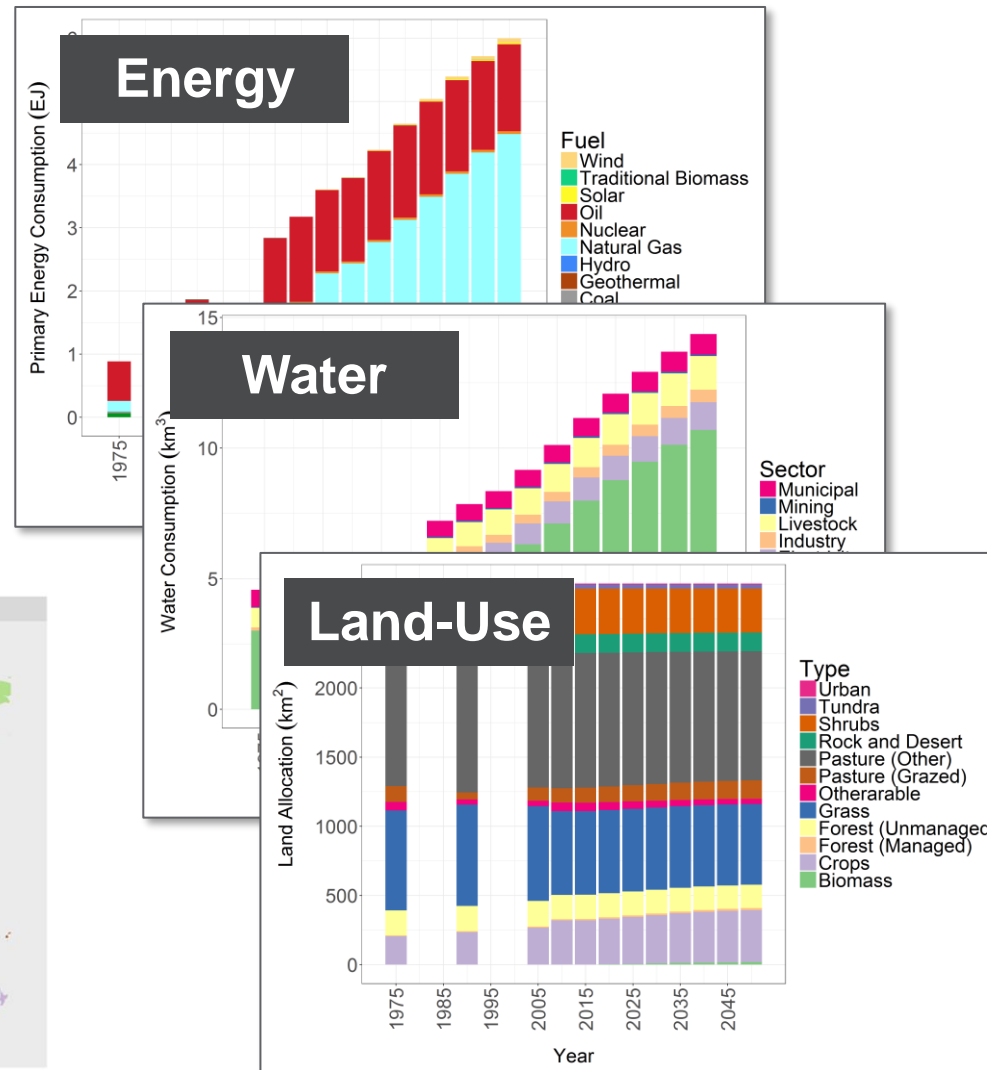 Energy
Primary Energy Consumption (EJ)
4
3
2
1
0
1975
Fuel
Wind
Traditional Biomass
Solar
Oil
Nuclear
Natural Gas
Hydro
Geothermal
Coal
Water
Water Consumption (km³)
15
10
5
0
Sector
Municipal
Mining
Livestock
Industry
Land-Use
Land Allocation (km²)
2000
1500
1000
500
0
1975
1985
1995
2005
2015
2025
2035
2045
Year
Type
Urban
Tundra
Shrubs
Rock and Desert
Pasture (Other)
Pasture (Grazed)
Otherarable
Grass
Forest (Unmanaged
Forest (Managed)
Crops
Biomass